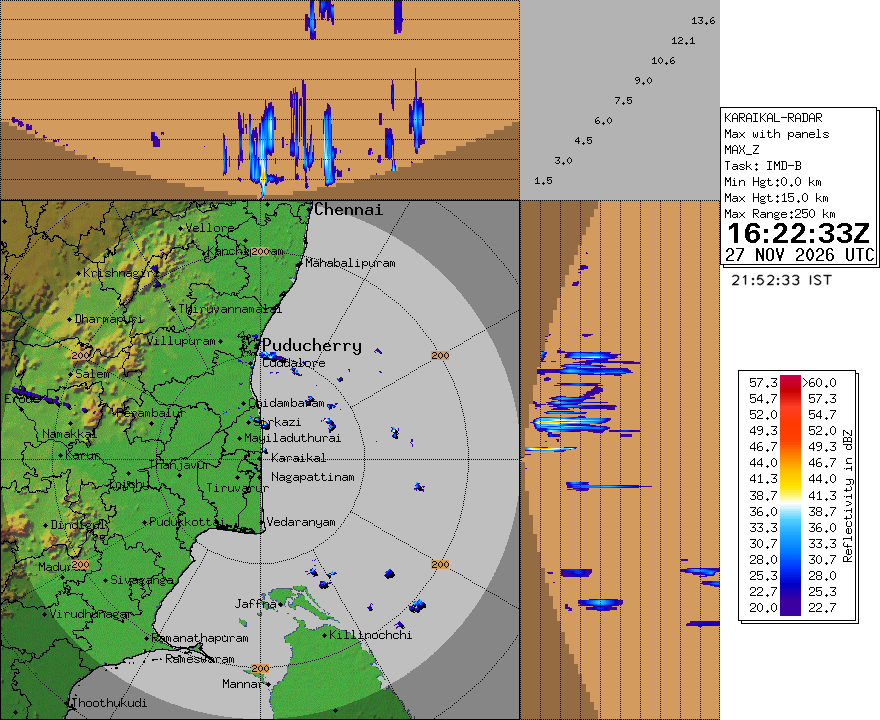 13.6
12.1
10.6
9.0
7.5
6.0
4.5
3.0
1.5
KARAIKAL-RADAR
Max with panels
MAX_Z
Task: IMD-B
Min Hgt:0.0 km
Max Hgt:15.0 km
Max Range:250 km
16:22:33Z
27 NOV 2026 UTC
21:52:33 IST
Chennai
Vellore
200
Mahabalipuram
Krishnagiri
Thiruvannamalai
Dharmapuri
Villupuram
Puducherry
200
200
Cuddalore
Salem
Erode
Perambalur
Chidambaram
Sirkazi
Namakkal
Mayiladuthurai
Karur
Karaikal
Thanjavur
Nagapattinam
Tiruvarur
Dindigul
Pudukkottai
Vedaranyam
200
200
Madur
Sivaganga
Jaffna
Virudhunagar
Ramanathapuram
Killinochchi
Rameswaram
200
Mannar
Thoothukudi
57.3 >60.0
54.7 57.3
52.0 54.7
49.3 52.0
46.7 49.3
44.0 46.7
41.3 44.0
38.7 41.3
36.0 38.7
33.3 36.0
30.7 33.3
28.0 30.7
25.3 28.0
22.7 25.3
20.0 22.7
Reflectivity in dBZ